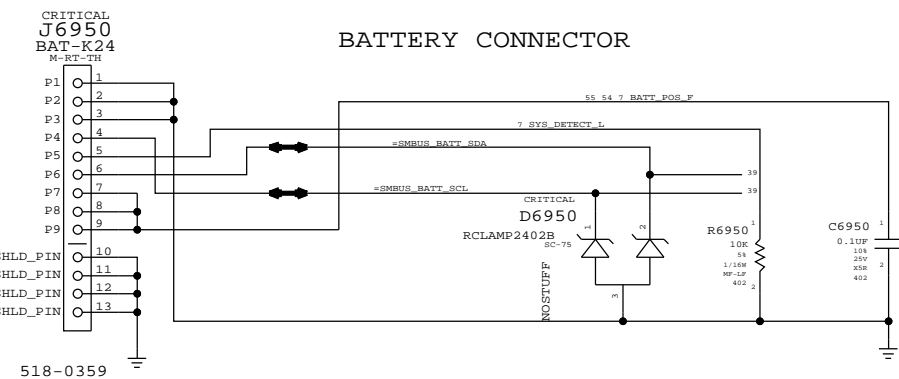 CRITICAL
J6950
BAT-K24
M-RT-TH
BATTERY CONNECTOR
P1 1
P2 2
P3 3
P4 4
P5 5
P6 6
P7 7
P8 8
P9 9
SHLD_PIN 10
SHLD_PIN 11
SHLD_PIN 12
SHLD_PIN 13
518-0359
55 54 7 BATT_POS_F
7 SYS_DETECT_L
=SMBUS_BATT_SDA
39
=SMBUS_BATT_SCL
39
CRITICAL
D6950
RCLAMP2402B
SC-75
1
2
3
NOSTUFF
R6950
10K
5%
1/16W
MF-LF
402
1
2
C6950
0.1UF
10%
25V
X5R
402
1
2